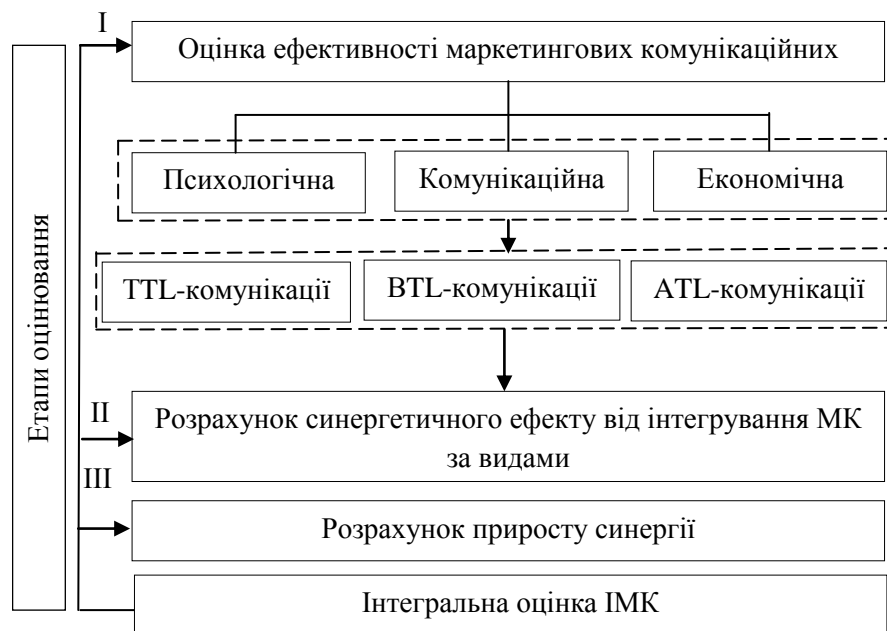 Етапи оцінювання
I
Оцінка ефективності маркетингових комунікаційних
Психологічна
Комунікаційна
Економічна
TTL-комунікації
BTL-комунікації
ATL-комунікації
II
Розрахунок синергетичного ефекту від інтегрування МК
за видами
III
Розрахунок приросту синергії
Інтегральна оцінка ІМК